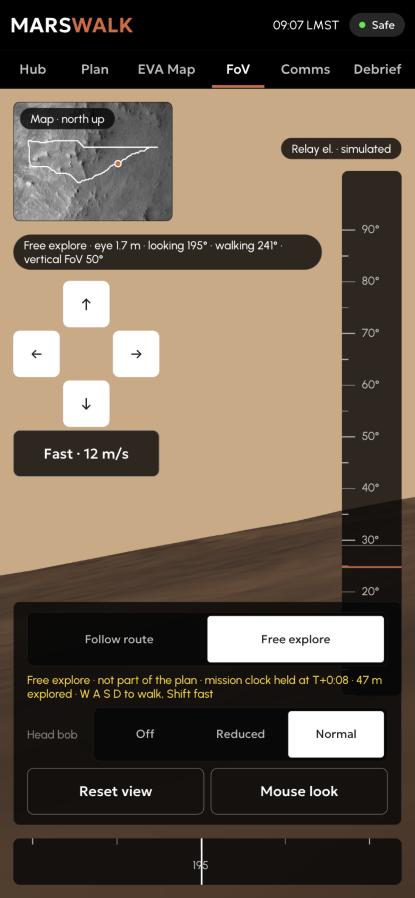 MARSWALK
09:07 LMST
Safe
Hub Plan EVA Map FoV Comms Debrief
Map · north up
Relay el. · simulated
Free explore · eye 1.7 m · looking 195° · walking 241° ·
vertical FoV 50°
↑
← →
↓
Fast · 12 m/s
90°
80°
70°
60°
50°
40°
30°
20°
Follow route Free explore
Free explore · not part of the plan · mission clock held at T+0:08 · 47 m
explored · W A S D to walk, Shift fast
Head bob Off Reduced Normal
Reset view Mouse look
195